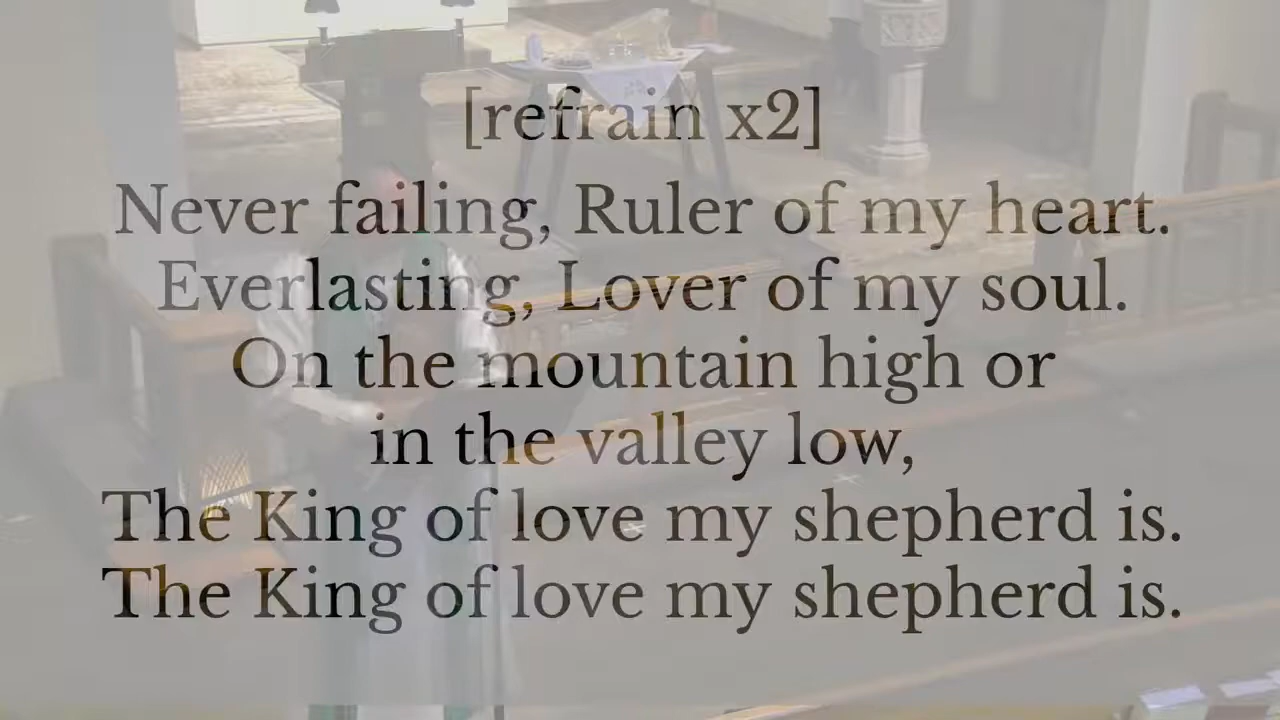 [refrain x2]
Never failing, Ruler of my heart.
Everlasting, Lover of my soul.
On the mountain high or
in the valley low,
The King of love my shepherd is.
The King of love my shepherd is.